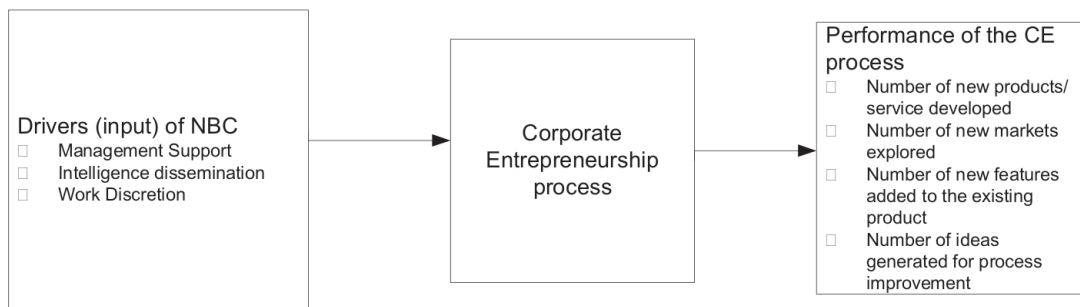 Drivers (input) of NBC
Management Support
Intelligence dissemination
Work Discretion
Corporate
Entrepreneurship
process
Performance of the CE
process
Number of new products/
service developed
Number of new markets
explored
Number of new features
added to the existing
product
Number of ideas
generated for process
improvement